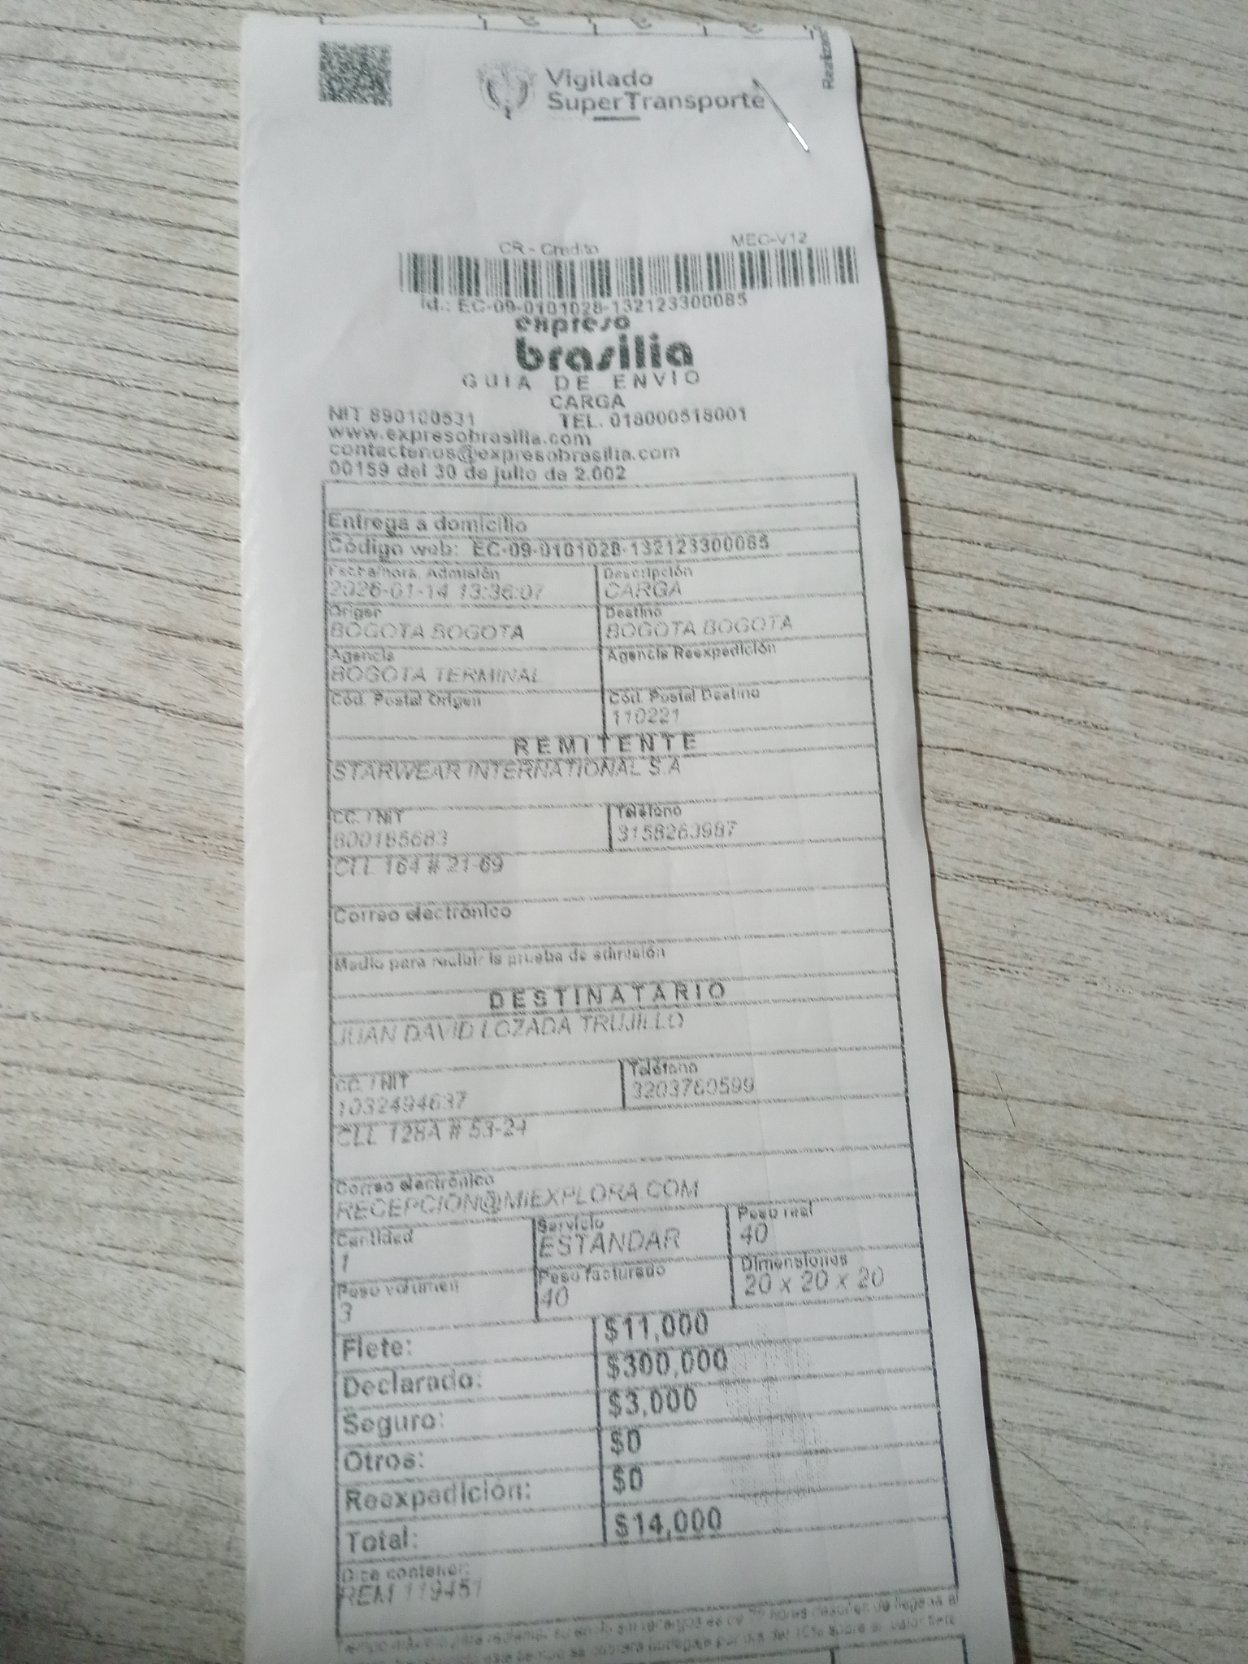 Vigilado
SuperTransporte
CR - Credito MEC-V12
Id.: EC-09-0101028-132123300085
expreso
brasilia
GUIA DE ENVIO
CARGA
NIT 890100531 TEL. 018000518001
www.expresobrasilia.com
contactenos@expresobrasilia.com
00159 del 30 de julio de 2.002
Entrega a domicilio
Código web: EC-09-0101028-132123300085
Fecha/hora, Admisión Descripción
2026-01-14 13:36:07 CARGA
Origen Destino
BOGOTA BOGOTA BOGOTA BOGOTA
Agencia Agencia Reexpedición
BOGOTA TERMINAL
Cód. Postal Origen Cód. Postal Destino
110221
REMITENTE
STARWEAR INTERNATIONAL S.A
CC. / NIT Teléfono
800185683 3158263987
CLL 164 # 21-69
Correo electrónico
Medio para recibir la prueba de admisión
DESTINATARIO
JUAN DAVID LOZADA TRUJILLO
CC. / NIT Teléfono
1032494637 3203760599
CLL 128A # 53-24
Correo electrónico
RECEPCION@MIEXPLORA.COM
Cantidad Servicio Peso real
1 ESTANDAR 40
Peso volumen Peso facturado Dimensiones
3 40 20 x 20 x 20
Flete: $11,000
Declarado: $300,000
Seguro: $3,000
Otros: $0
Reexpedición: $0
Total: $14,000
Dice contener:
REM 119451